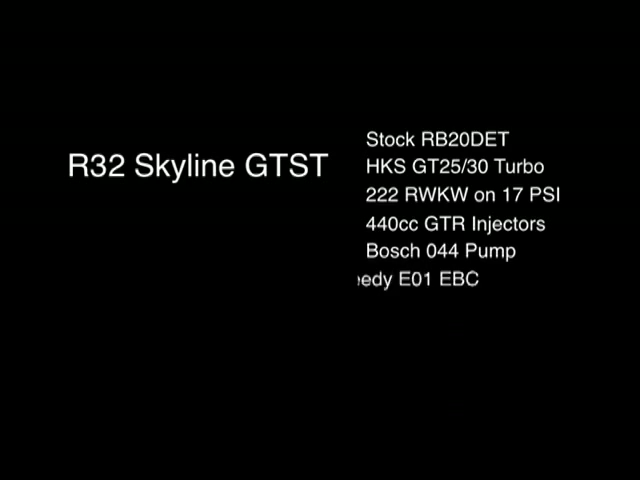 R32 Skyline GTST
Stock RB20DET
HKS GT25/30 Turbo
222 RWKW on 17 PSI
440cc GTR Injectors
Bosch 044 Pump
E01 EBC